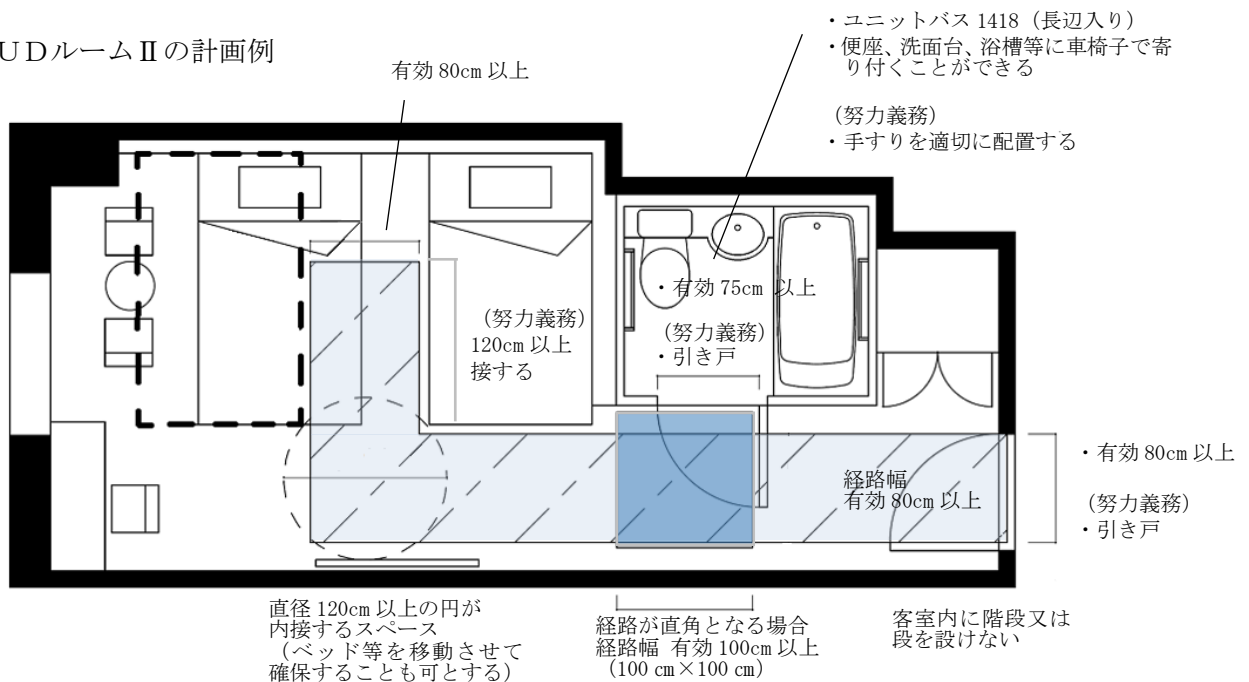 UDルームⅡの計画例
有効 80cm 以上
・ユニットバス 1418（長辺入り）
・便座、洗面台、浴槽等に車椅子で寄
り付くことができる
（努力義務）
・手すりを適切に配置する
（努力義務）
120cm 以上
接する
・有効 75cm 以上
（努力義務）
・引き戸
経路幅
有効 80cm 以上
・有効 80cm 以上
（努力義務）
・引き戸
直径 120cm 以上の円が
内接するスペース
（ベッド等を移動させて
確保することも可とする）
経路が直角となる場合
経路幅 有効 100cm 以上
（100 cm×100 cm）
客室内に階段又は
段を設けない